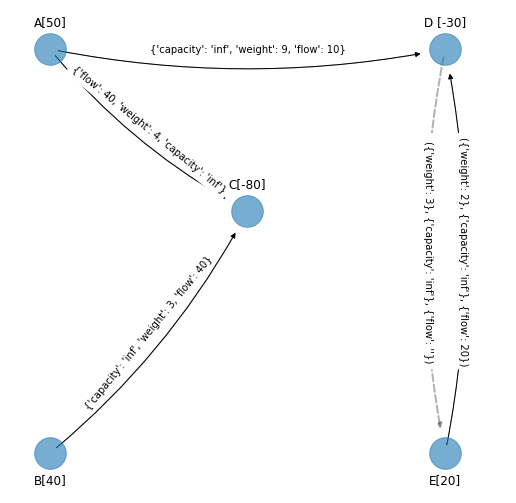 A[50]
D [-30]
{'capacity': 'inf', 'weight': 9, 'flow': 10}
{'flow': 40, 'weight': 4, 'capacity': 'inf'},
C[-80]
{'capacity': 'inf', 'weight': 3, 'flow': 40}
({'weight': 3}, {'capacity': 'inf'}, {'flow': ''})
({'weight': 2}, {'capacity': 'inf'}, {'flow': 20})
B[40]
E[20]